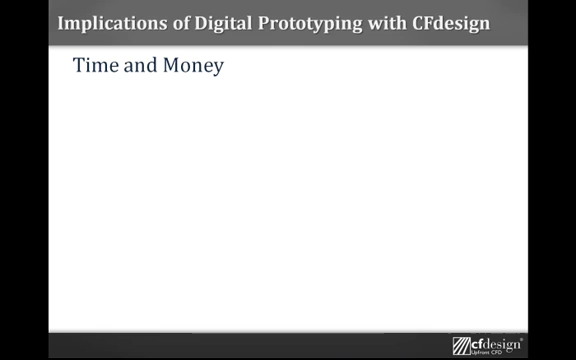 Implications of Digital Prototyping with CFdesign
Time and Money
cfdesign®
Upfront CFD